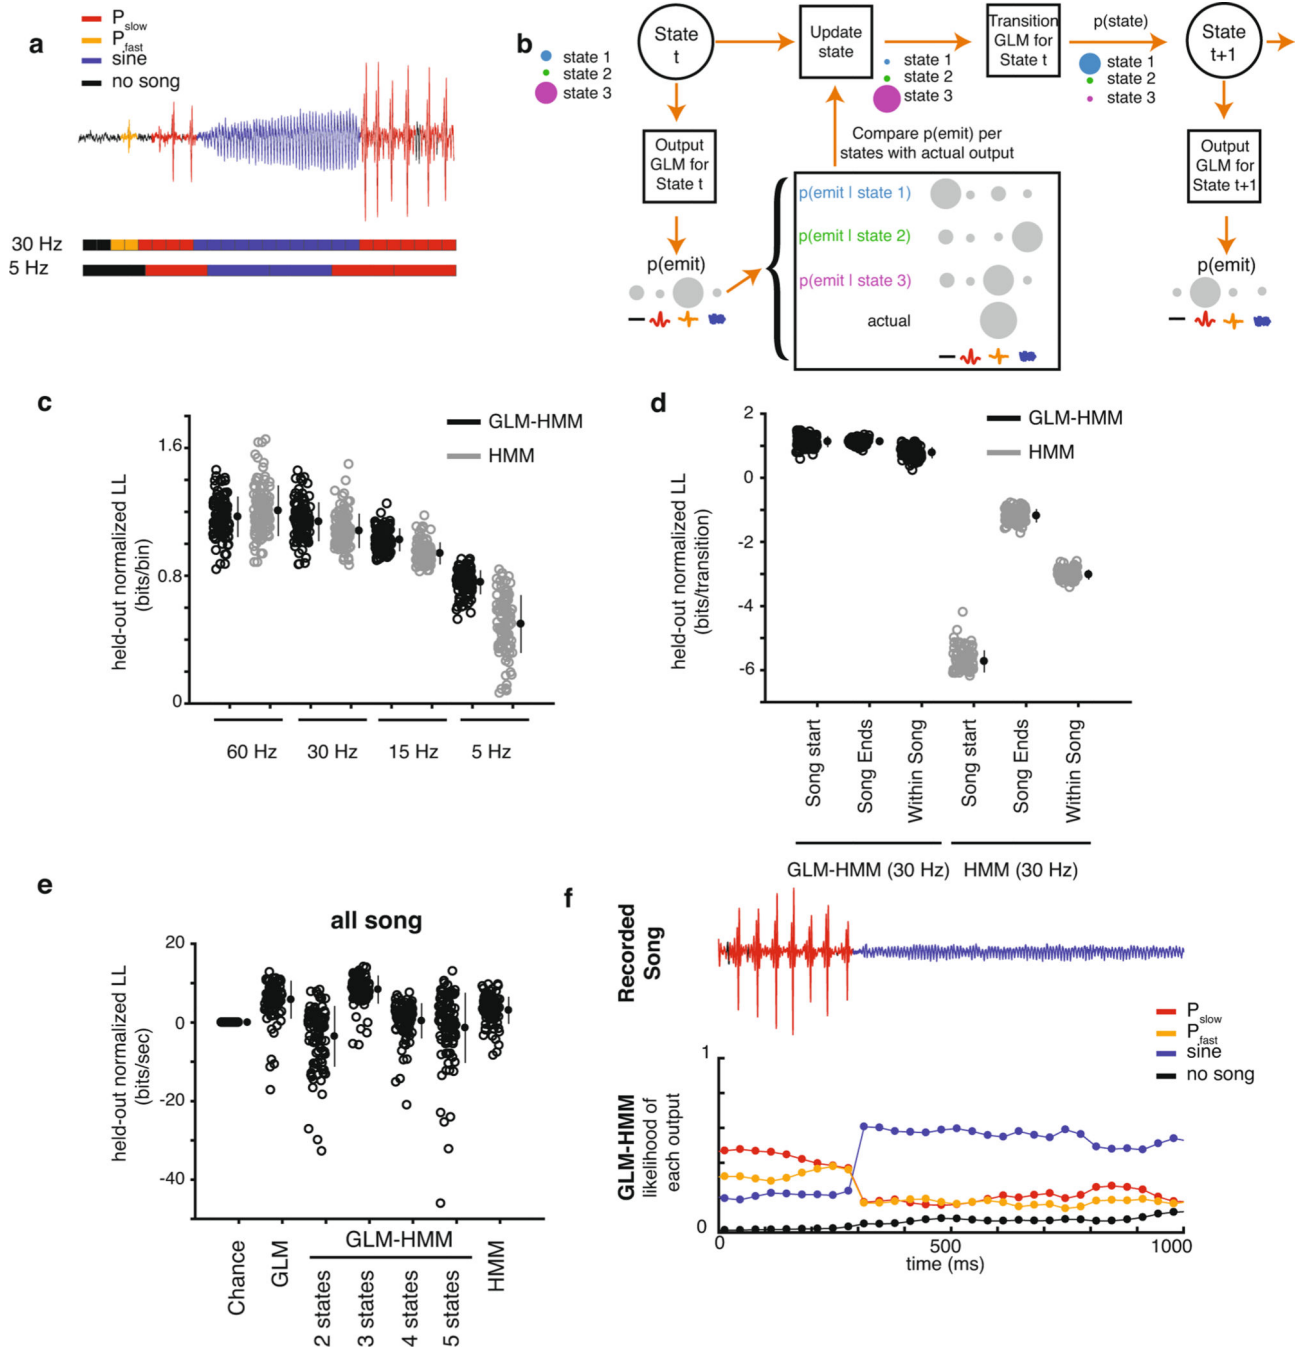 a
P slow
P fast
sine
no song
30 Hz
5 Hz
b
State t
state 1
state 2
state 3
Update state
state 1
state 2
state 3
Transition GLM for State t
p(state)
state 1
state 2
state 3
State t+1
Output GLM for State t
Compare p(emit) per states with actual output
Output GLM for State t+1
p(emit)
p(emit | state 1)
p(emit | state 2)
p(emit | state 3)
actual
p(emit)
c
GLM-HMM
HMM
held-out normalized LL
(bits/bin)
1.6
0.8
0
60 Hz
30 Hz
15 Hz
5 Hz
d
GLM-HMM
HMM
held-out normalized LL
(bits/transition)
2
0
-2
-4
-6
Song start
Song Ends
Within Song
Song start
Song Ends
Within Song
GLM-HMM (30 Hz)
HMM (30 Hz)
e
all song
held-out normalized LL
(bits/sec)
20
0
-20
-40
Chance
GLM
GLM-HMM
2 states
3 states
4 states
5 states
HMM
f
Recorded
Song
P slow
P fast
sine
no song
GLM-HMM
likelihood of
each output
1
0
0
500
1000
time (ms)